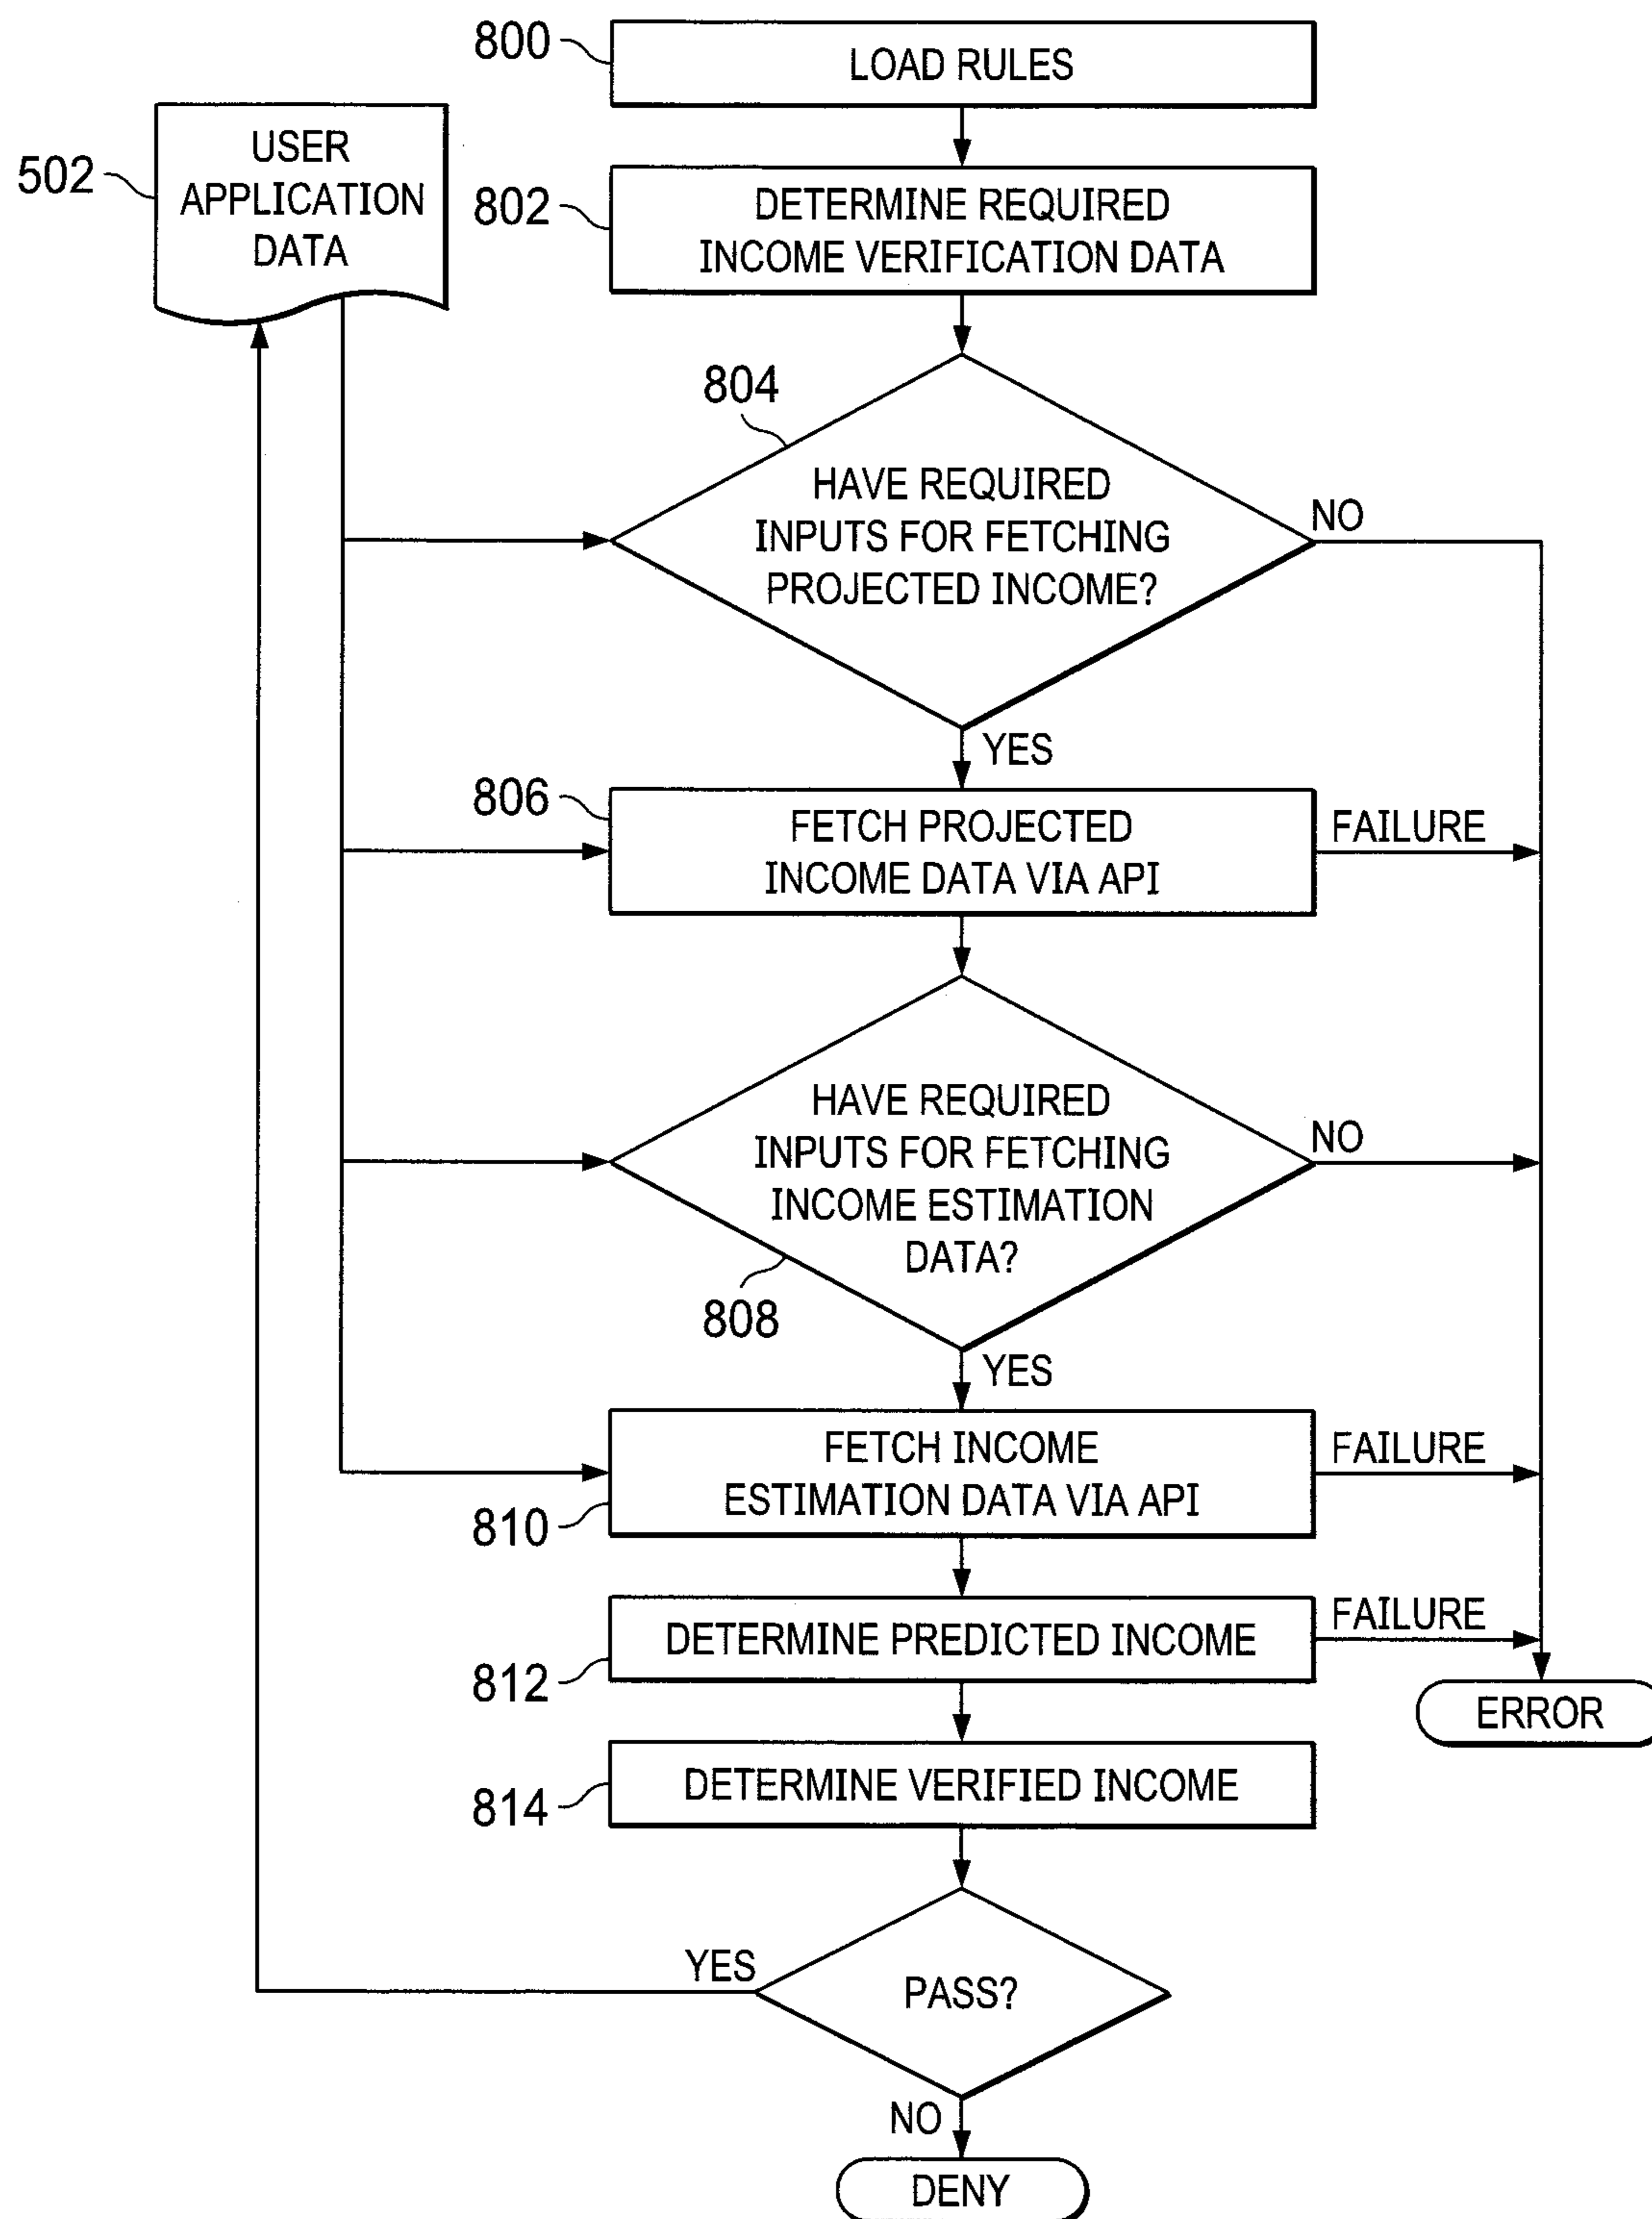 800
LOAD RULES
502
USER
APPLICATION
DATA
802
DETERMINE REQUIRED
INCOME VERIFICATION DATA
804
HAVE REQUIRED
INPUTS FOR FETCHING
PROJECTED INCOME?
NO
YES
806
FETCH PROJECTED
INCOME DATA VIA API
FAILURE
HAVE REQUIRED
INPUTS FOR FETCHING
INCOME ESTIMATION
DATA?
NO
808
YES
FETCH INCOME
ESTIMATION DATA VIA API
FAILURE
810
DETERMINE PREDICTED INCOME
FAILURE
812
ERROR
DETERMINE VERIFIED INCOME
814
YES
PASS?
NO
DENY